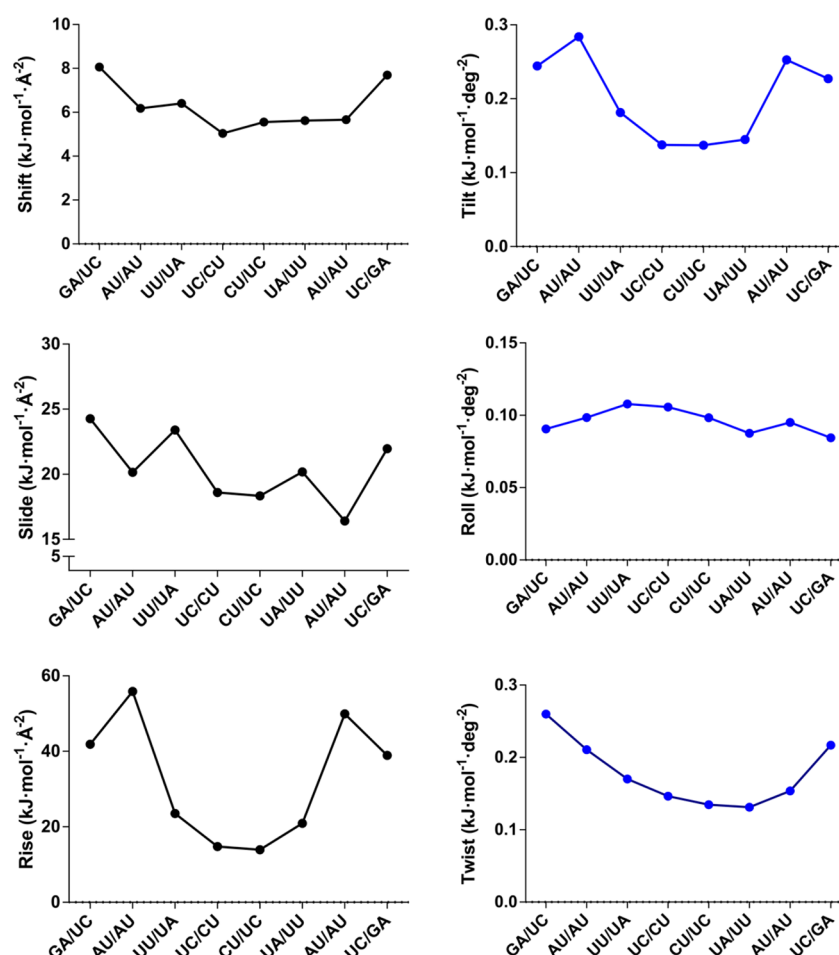 Shift (kJ·mol⁻¹·Å⁻²)
10
8
6
4
2
0
GA/UC
AU/AU
UU/UA
UC/CU
CU/UC
UA/UU
AU/AU
UC/GA
Tilt (kJ·mol⁻¹·deg⁻²)
0.3
0.2
0.1
0.0
GA/UC
AU/AU
UU/UA
UC/CU
CU/UC
UA/UU
AU/AU
UC/GA
Slide (kJ·mol⁻¹·Å⁻²)
30
25
20
15
5
GA/UC
AU/AU
UU/UA
UC/CU
CU/UC
UA/UU
AU/AU
UC/GA
Roll (kJ·mol⁻¹·deg⁻²)
0.15
0.10
0.05
0.00
GA/UC
AU/AU
UU/UA
UC/CU
CU/UC
UA/UU
AU/AU
UC/GA
Rise (kJ·mol⁻¹·Å⁻²)
60
40
20
0
GA/UC
AU/AU
UU/UA
UC/CU
CU/UC
UA/UU
AU/AU
UC/GA
Twist (kJ·mol⁻¹·deg⁻²)
0.3
0.2
0.1
0.0
GA/UC
AU/AU
UU/UA
UC/CU
CU/UC
UA/UU
AU/AU
UC/GA